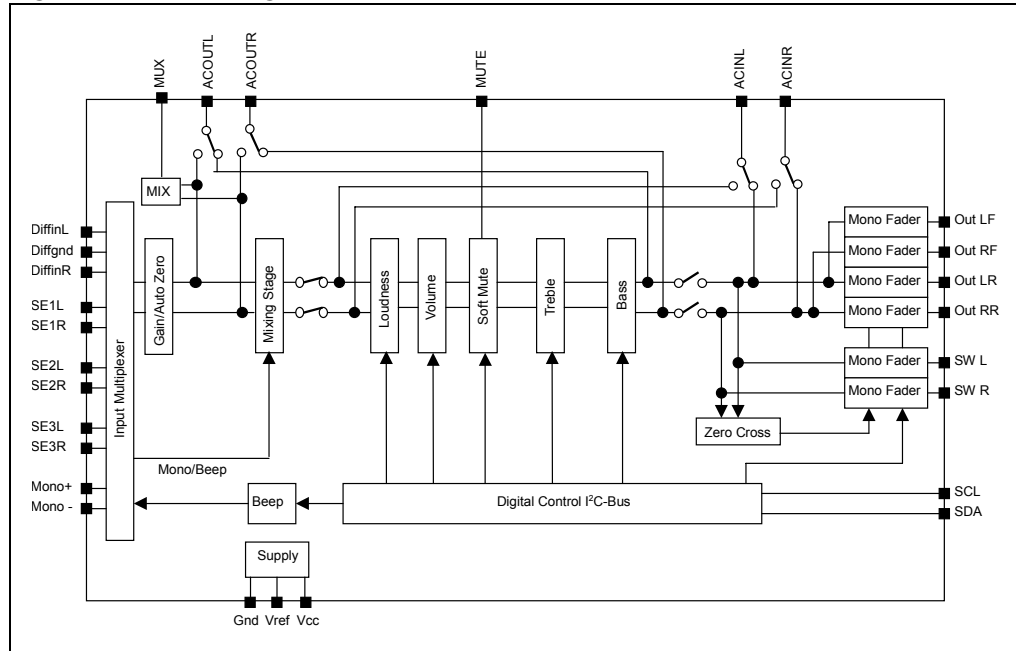 MUX
ACOUTL
ACOUTR
MUTE
ACINL
ACINR
MIX
DiffinL
Diffgnd
DiffinR
SE1L
SE1R
SE2L
SE2R
SE3L
SE3R
Mono+
Mono -
Input Multiplexer
Gain/Auto Zero
Mixing Stage
Loudness
Volume
Soft Mute
Treble
Bass
Mono Fader
Mono Fader
Mono Fader
Mono Fader
Mono Fader
Mono Fader
Out LF
Out RF
Out LR
Out RR
SW L
SW R
Zero Cross
Mono/Beep
Beep
Digital Control I²C-Bus
SCL
SDA
Supply
Gnd Vref Vcc